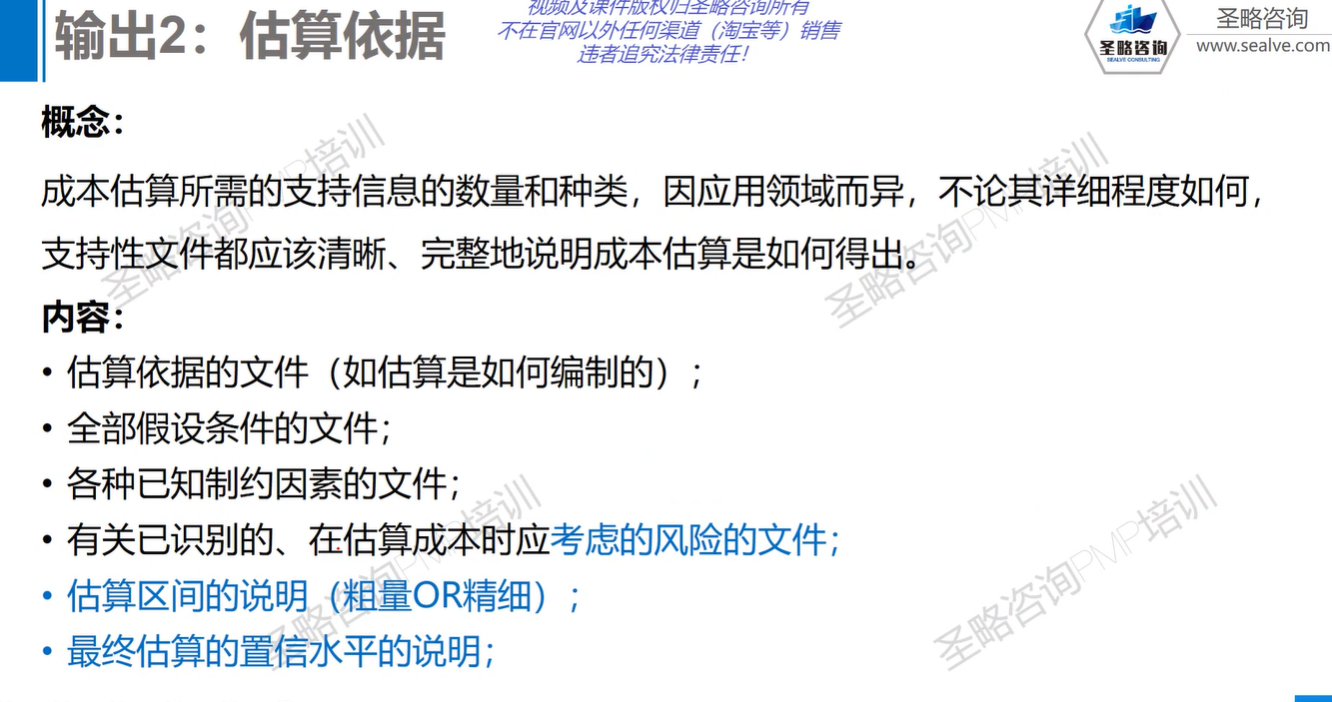 输出2：估算依据
视频及课件版权归圣略咨询所有
不在官网以外任何渠道（淘宝等）销售
违者追究法律责任！
圣略咨询
SEALVE CONSULTING
圣略咨询
www.sealve.com
概念：
成本估算所需的支持信息的数量和种类，因应用领域而异，不论其详细程度如何，
支持性文件都应该清晰、完整地说明成本估算是如何得出。
内容：
• 估算依据的文件（如估算是如何编制的）；
• 全部假设条件的文件；
• 各种已知制约因素的文件；
• 有关已识别的、在估算成本时应考虑的风险的文件；
• 估算区间的说明（粗量OR精细）；
• 最终估算的置信水平的说明；
圣略咨询PMP培训
圣略咨询PMP培训
圣略咨询PMP培训
圣略咨询PMP培训